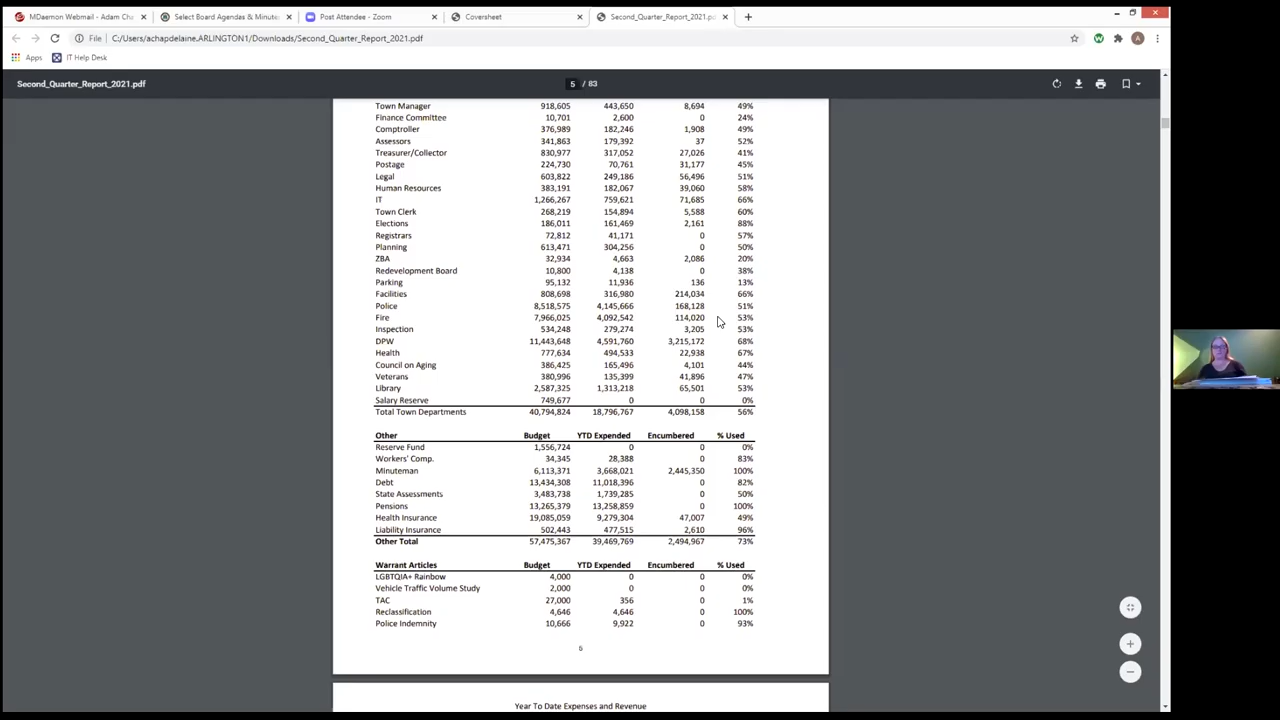 MDaemon Webmail - Adam Cha
Select Board Agendas & Minute
Post Attendee - Zoom
Coversheet
Second_Quarter_Report_2021.p
File C:/Users/achapdelaine.ARLINGTON1/Downloads/Second_Quarter_Report_2021.pdf
Apps IT Help Desk
Second_Quarter_Report_2021.pdf 5 / 83
Town Manager 918,605 443,650 8,694 49%
Finance Committee 10,701 2,600 0 24%
Comptroller 376,989 182,246 1,908 49%
Assessors 341,863 179,392 37 52%
Treasurer/Collector 830,977 317,052 27,026 41%
Postage 224,730 70,761 31,177 45%
Legal 603,822 249,186 56,496 51%
Human Resources 383,191 182,067 39,060 58%
IT 1,266,267 759,621 71,685 66%
Town Clerk 268,219 154,894 5,588 60%
Elections 186,011 161,469 2,161 88%
Registrars 72,812 41,171 0 57%
Planning 613,471 304,256 0 50%
ZBA 32,934 4,663 2,086 20%
Redevelopment Board 10,800 4,138 0 38%
Parking 95,132 11,936 136 13%
Facilities 808,698 316,980 214,034 66%
Police 8,518,575 4,145,666 168,128 51%
Fire 7,966,025 4,092,542 114,020 53%
Inspection 534,248 279,274 3,205 53%
DPW 11,443,648 4,591,760 3,215,172 68%
Health 777,634 494,533 22,938 67%
Council on Aging 386,425 165,496 4,101 44%
Veterans 380,996 135,399 41,896 47%
Library 2,587,325 1,313,218 65,501 53%
Salary Reserve 749,677 0 0 0%
Total Town Departments 40,794,824 18,796,767 4,098,158 56%
Other Budget YTD Expended Encumbered % Used
Reserve Fund 1,556,724 0 0 0%
Workers' Comp. 34,345 28,388 0 83%
Minuteman 6,113,371 3,668,021 2,445,350 100%
Debt 13,434,308 11,018,396 0 82%
State Assessments 3,483,738 1,739,285 0 50%
Pensions 13,265,379 13,258,859 0 100%
Health Insurance 19,085,059 9,279,304 47,007 49%
Liability Insurance 502,443 477,515 2,610 96%
Other Total 57,475,367 39,469,769 2,494,967 73%
Warrant Articles Budget YTD Expended Encumbered % Used
LGBTQIA+ Rainbow 4,000 0 0 0%
Vehicle Traffic Volume Study 2,000 0 0 0%
TAC 27,000 356 0 1%
Reclassification 4,646 4,646 0 100%
Police Indemnity 10,666 9,922 0 93%
5
Year To Date Expenses and Revenue